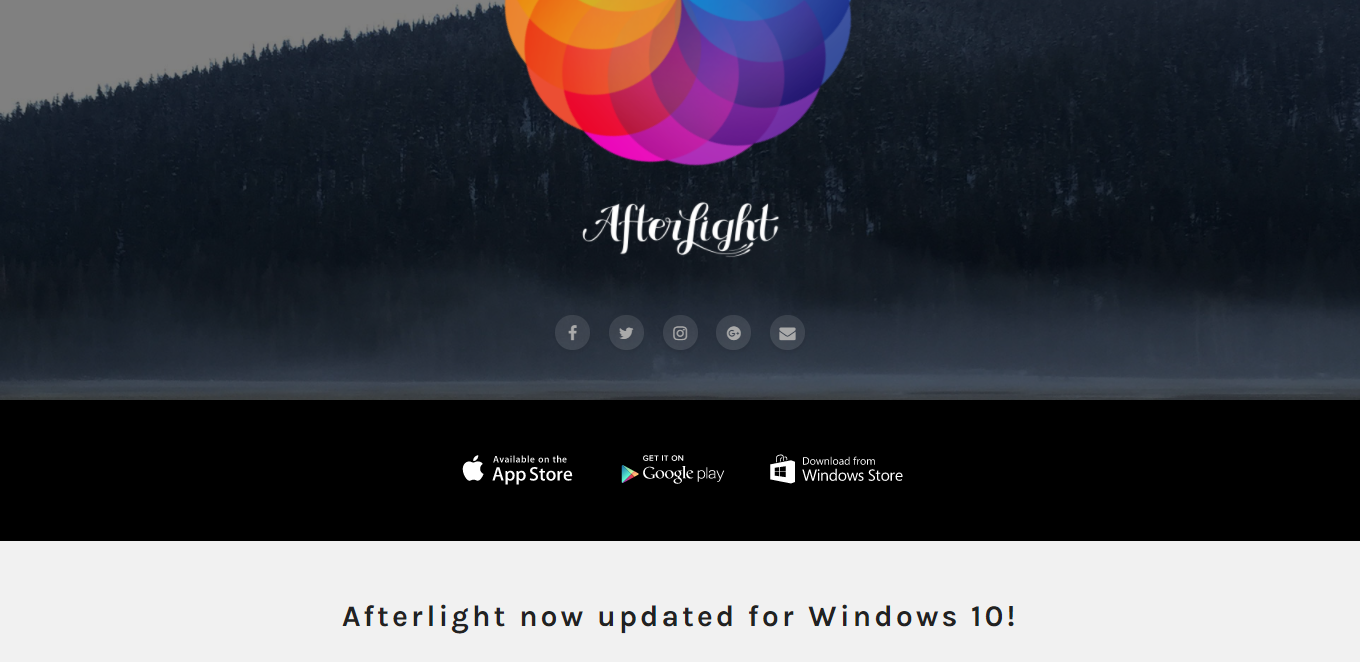 AfterLight
Available on the
App Store
GET IT ON
Google play
Download from
Windows Store
Afterlight now updated for Windows 10!